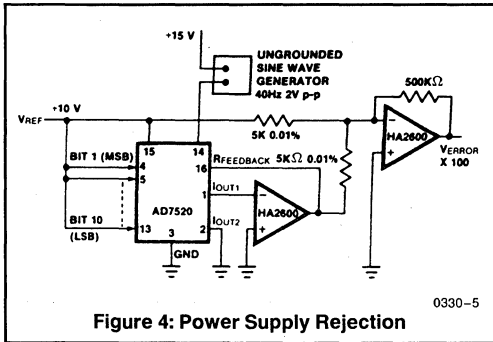 +15 V
UNGROUNDED
SINE WAVE
GENERATOR
40Hz 2V p-p
500KΩ
VREF
+10 V
5K 0.01%
HA2600
VERROR
X 100
BIT 1 (MSB)
15
14
16
RFEEDBACK 5KΩ 0.01%
4
5
IOUT1
1
HA2600
AD7520
BIT 10
(LSB)
13
3
2
IOUT2
GND
0330-5
Figure 4: Power Supply Rejection